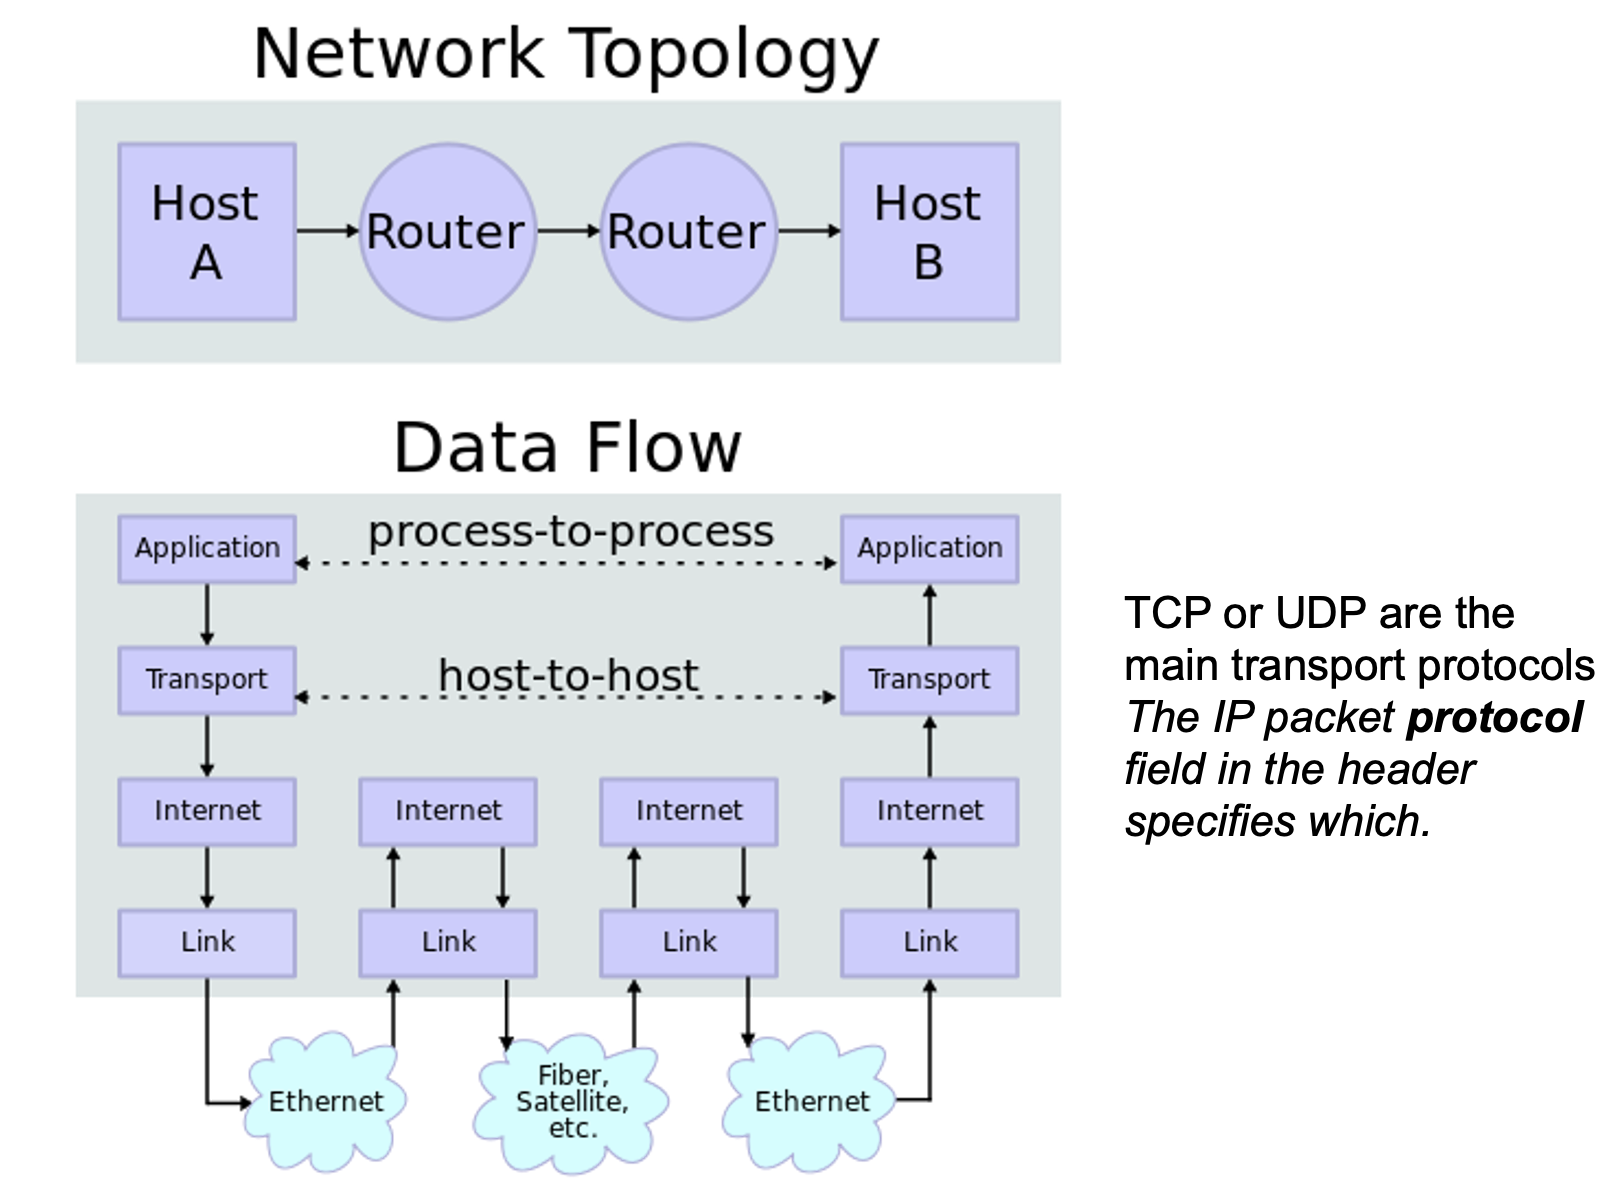 Network Topology
Host
A
Router
Router
Host
B
Data Flow
Application
process-to-process
Application
Transport
host-to-host
Transport
Internet
Internet
Internet
Internet
Link
Link
Link
Link
Ethernet
Fiber,
Satellite,
etc.
Ethernet
TCP or UDP are the
main transport protocols
The IP packet protocol
field in the header
specifies which.